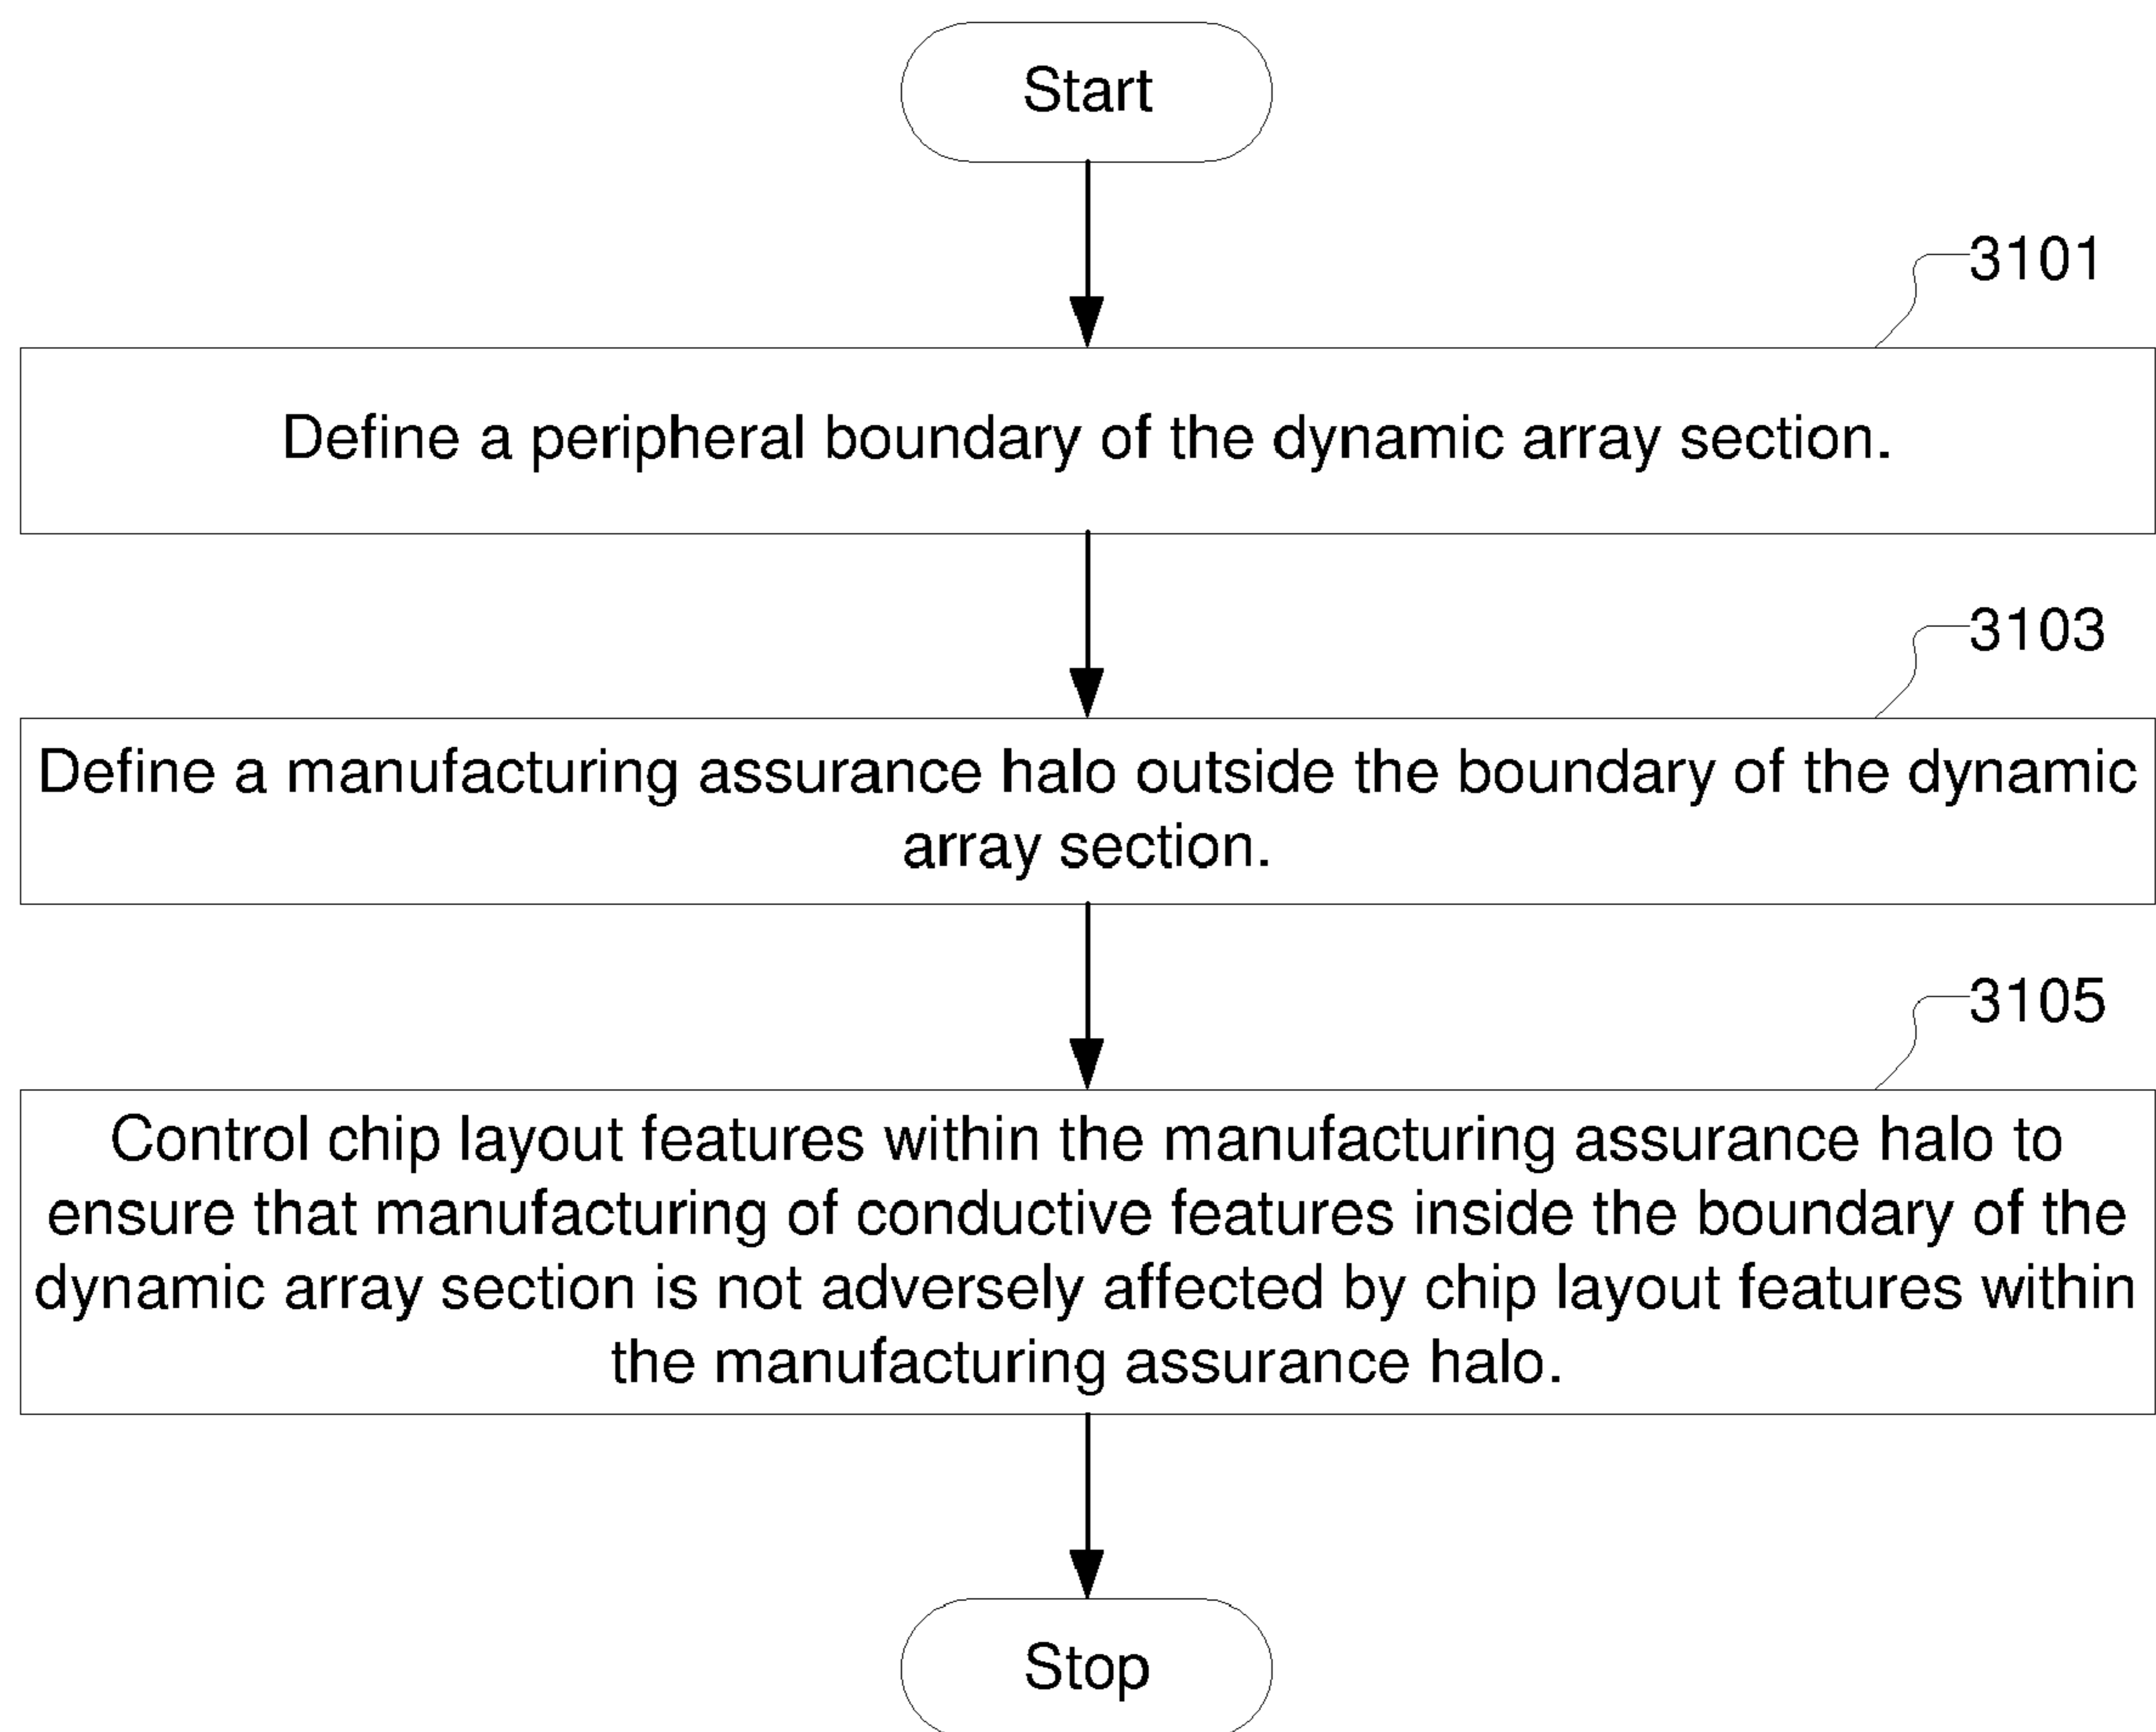 Start
3101
Define a peripheral boundary of the dynamic array section.
3103
Define a manufacturing assurance halo outside the boundary of the dynamic
array section.
3105
Control chip layout features within the manufacturing assurance halo to
ensure that manufacturing of conductive features inside the boundary of the
dynamic array section is not adversely affected by chip layout features within
the manufacturing assurance halo.
Stop